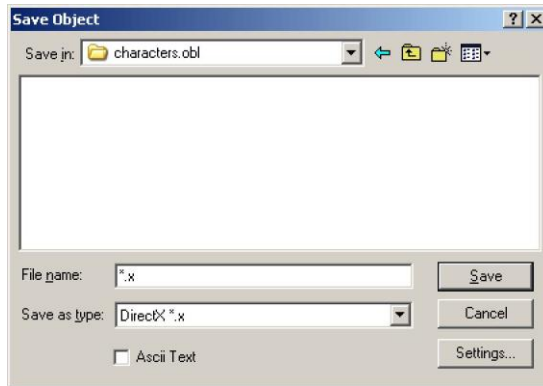 Save Object
Save in: characters.obl
File name: *.x Save
Save as type: DirectX *.x Cancel
Ascii Text Settings...